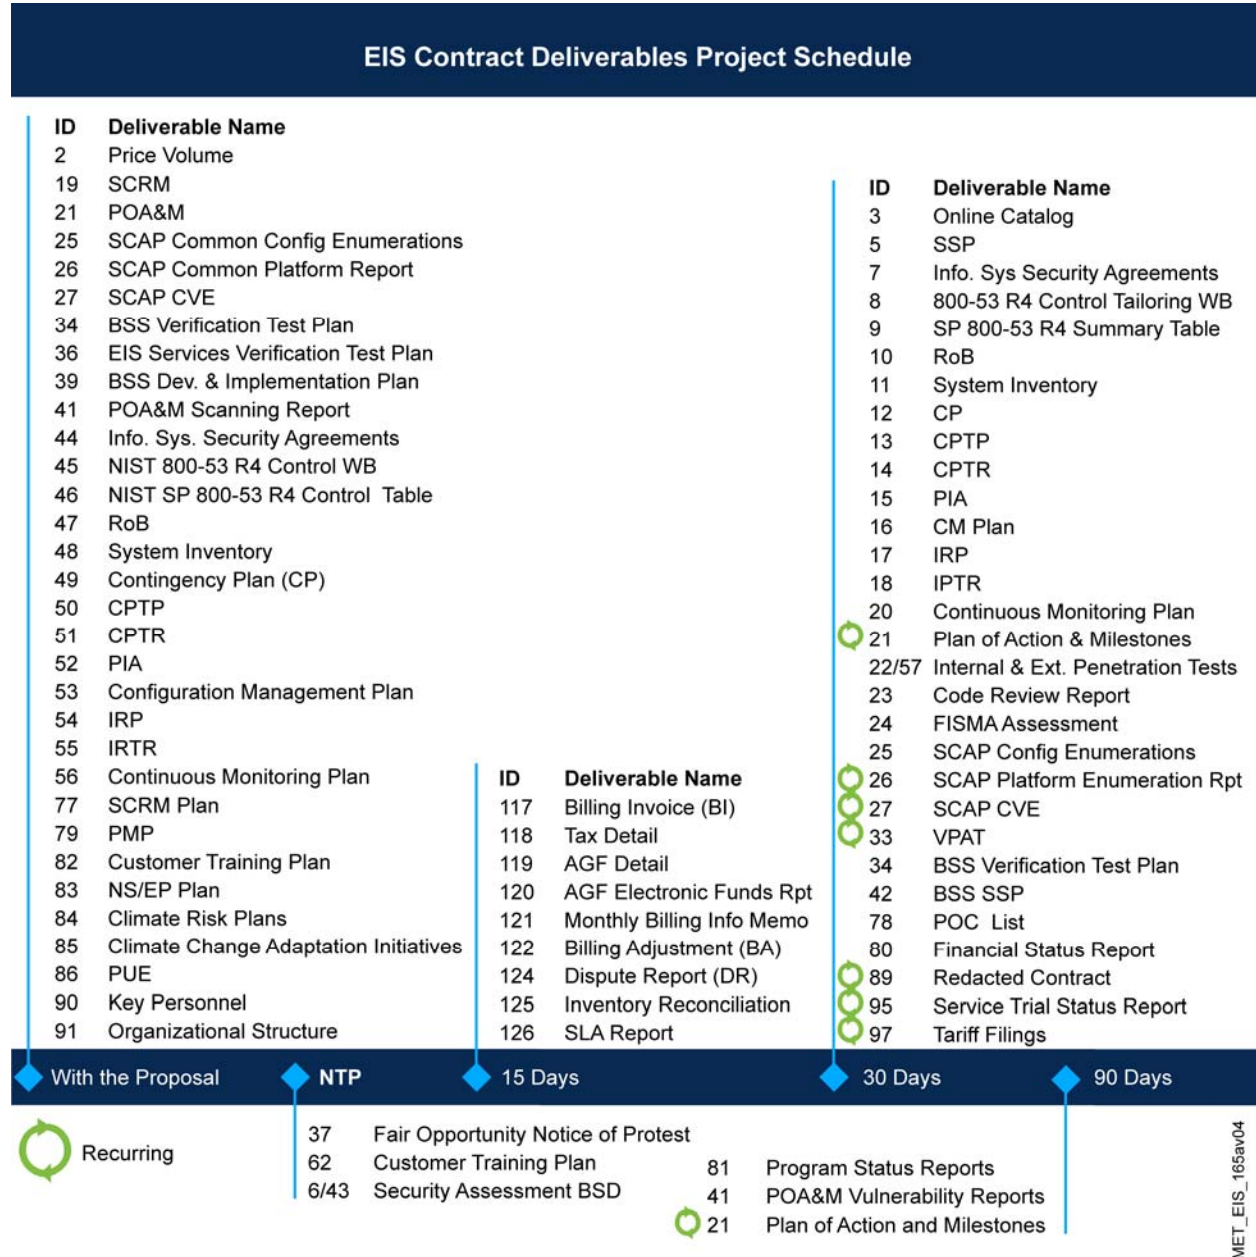 EIS Contract Deliverables Project Schedule
ID Deliverable Name
2 Price Volume
19 SCRM
21 POA&M
25 SCAP Common Config Enumerations
26 SCAP Common Platform Report
27 SCAP CVE
34 BSS Verification Test Plan
36 EIS Services Verification Test Plan
39 BSS Dev. & Implementation Plan
41 POA&M Scanning Report
44 Info. Sys. Security Agreements
45 NIST 800-53 R4 Control WB
46 NIST SP 800-53 R4 Control Table
47 RoB
48 System Inventory
49 Contingency Plan (CP)
50 CPTP
51 CPTR
52 PIA
53 Configuration Management Plan
54 IRP
55 IRTR
56 Continuous Monitoring Plan
77 SCRM Plan
79 PMP
82 Customer Training Plan
83 NS/EP Plan
84 Climate Risk Plans
85 Climate Change Adaptation Initiatives
86 PUE
90 Key Personnel
91 Organizational Structure
ID Deliverable Name
117 Billing Invoice (BI)
118 Tax Detail
119 AGF Detail
120 AGF Electronic Funds Rpt
121 Monthly Billing Info Memo
122 Billing Adjustment (BA)
124 Dispute Report (DR)
125 Inventory Reconciliation
126 SLA Report
ID Deliverable Name
3 Online Catalog
5 SSP
7 Info. Sys Security Agreements
8 800-53 R4 Control Tailoring WB
9 SP 800-53 R4 Summary Table
10 RoB
11 System Inventory
12 CP
13 CPTP
14 CPTR
15 PIA
16 CM Plan
17 IRP
18 IPTR
20 Continuous Monitoring Plan
21 Plan of Action & Milestones
22/57 Internal & Ext. Penetration Tests
23 Code Review Report
24 FISMA Assessment
25 SCAP Config Enumerations
26 SCAP Platform Enumeration Rpt
27 SCAP CVE
33 VPAT
34 BSS Verification Test Plan
42 BSS SSP
78 POC List
80 Financial Status Report
89 Redacted Contract
95 Service Trial Status Report
97 Tariff Filings
With the Proposal NTP 15 Days 30 Days 90 Days
Recurring
37 Fair Opportunity Notice of Protest
62 Customer Training Plan
6/43 Security Assessment BSD
81 Program Status Reports
41 POA&M Vulnerability Reports
21 Plan of Action and Milestones
MET_EIS_165av04